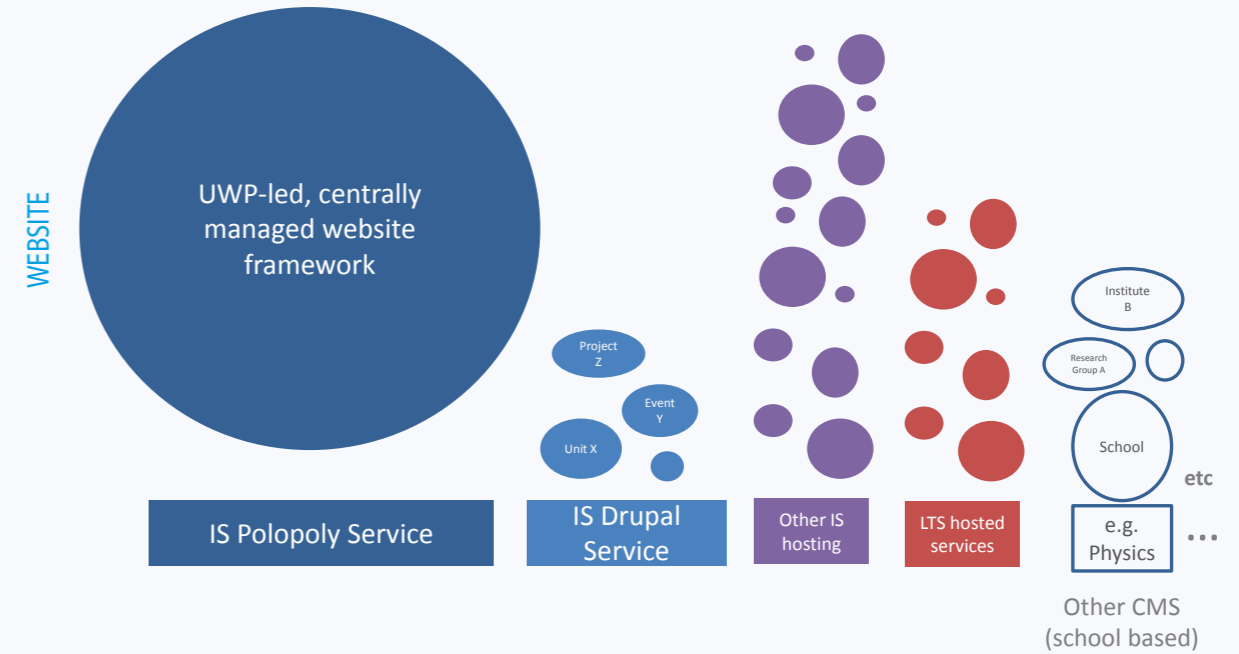 WEBSITE
UWP-led, centrally
managed website
framework
Project
Z
Event
Y
Unit X
Institute
B
Research
Group A
School
etc
IS Polopoly Service
IS Drupal
Service
Other IS
hosting
LTS hosted
services
e.g.
Physics
...
Other CMS
(school based)